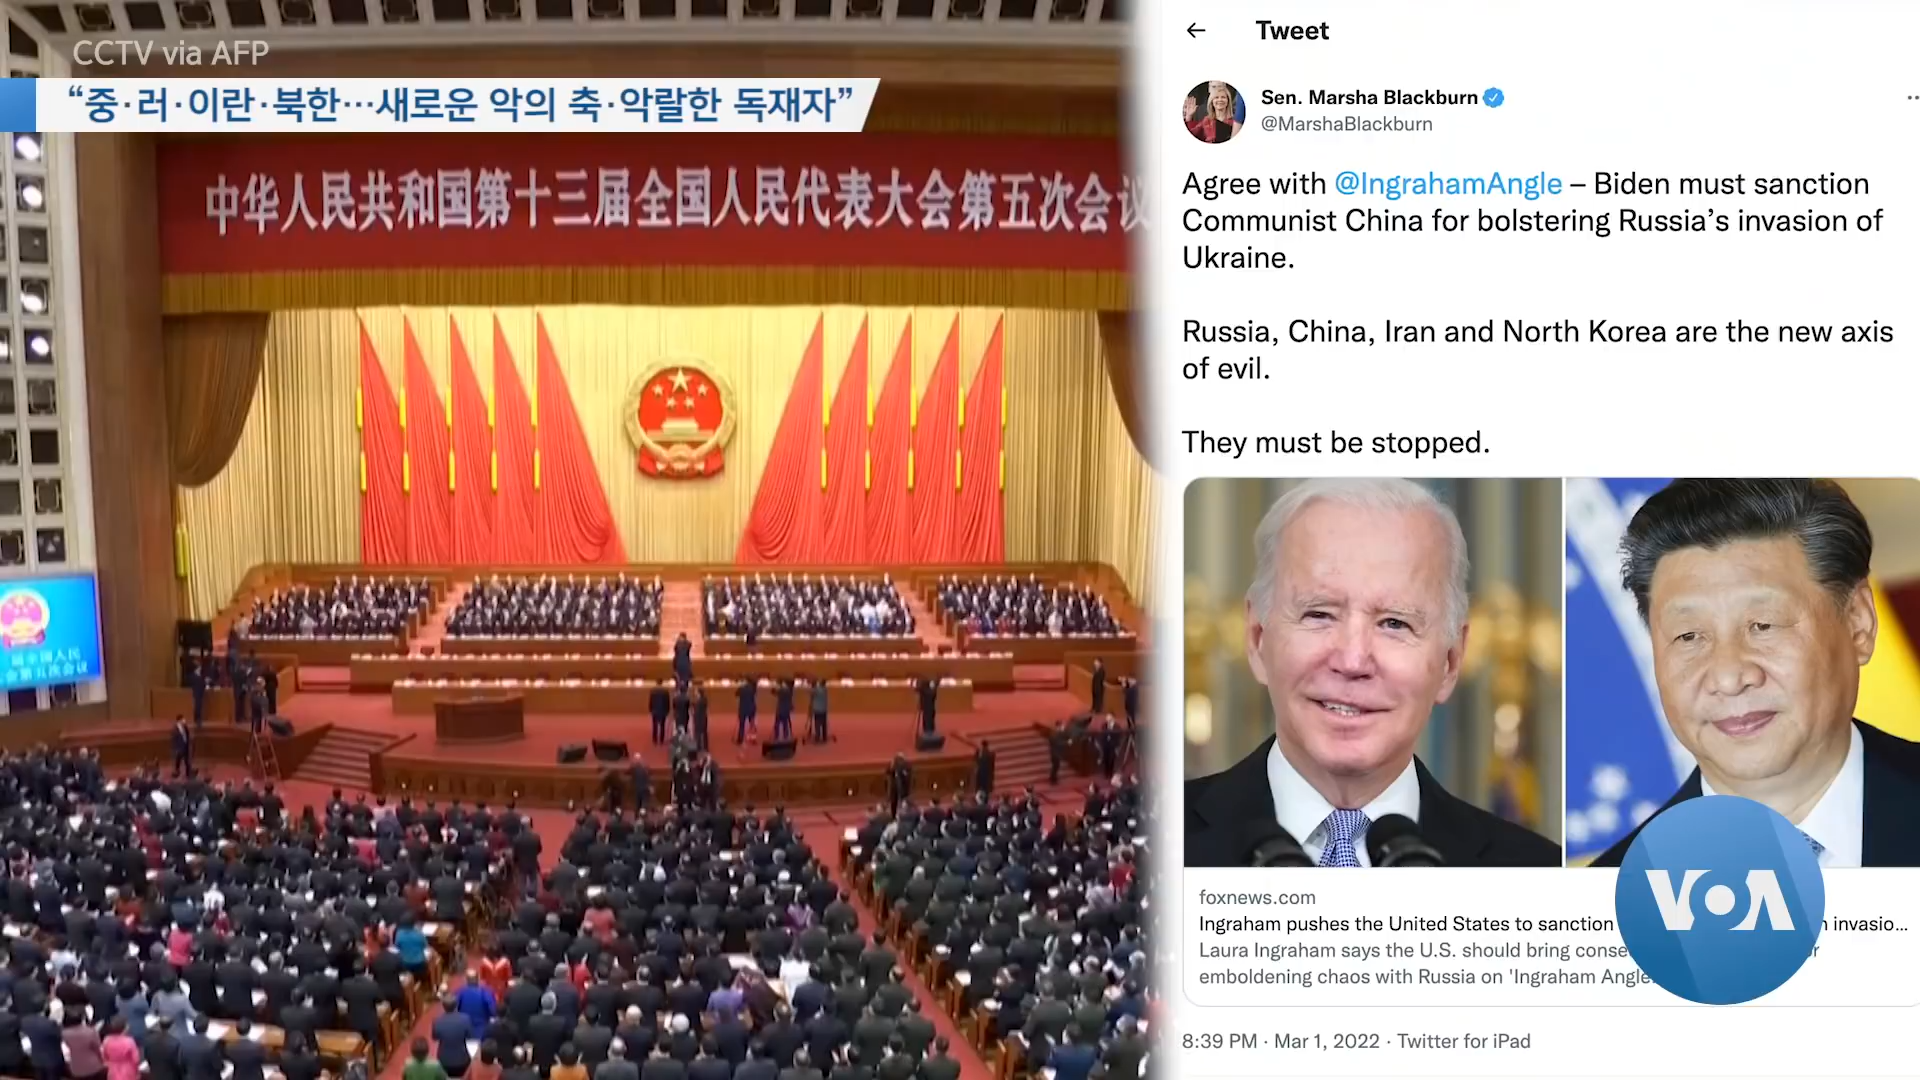 CCTV via AFP
“중·러·이란·북한…새로운 악의 축·악랄한 독재자”
中华人民共和国第十三届全国人民代表大会第五次会议
Tweet
Sen. Marsha Blackburn
@MarshaBlackburn
Agree with @IngrahamAngle – Biden must sanction
Communist China for bolstering Russia’s invasion of
Ukraine.
Russia, China, Iran and North Korea are the new axis
of evil.
They must be stopped.
foxnews.com
Ingraham pushes the United States to sanction invasio...
Laura Ingraham says the U.S. should bring
emboldening chaos with Russia on 'Ingraham Angle
8:39 PM · Mar 1, 2022 · Twitter for iPad
VOA